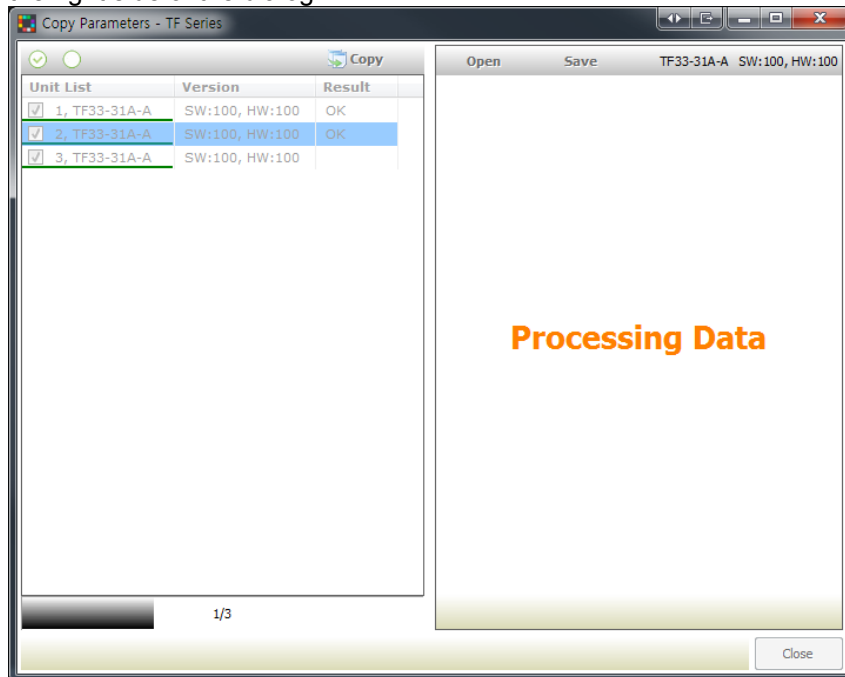 Copy Parameters - TF Series
Copy
Unit List Version Result
1, TF33-31A-A SW:100, HW:100 OK
2, TF33-31A-A SW:100, HW:100 OK
3, TF33-31A-A SW:100, HW:100
1/3
Open Save TF33-31A-A SW:100, HW:100
Processing Data
Close